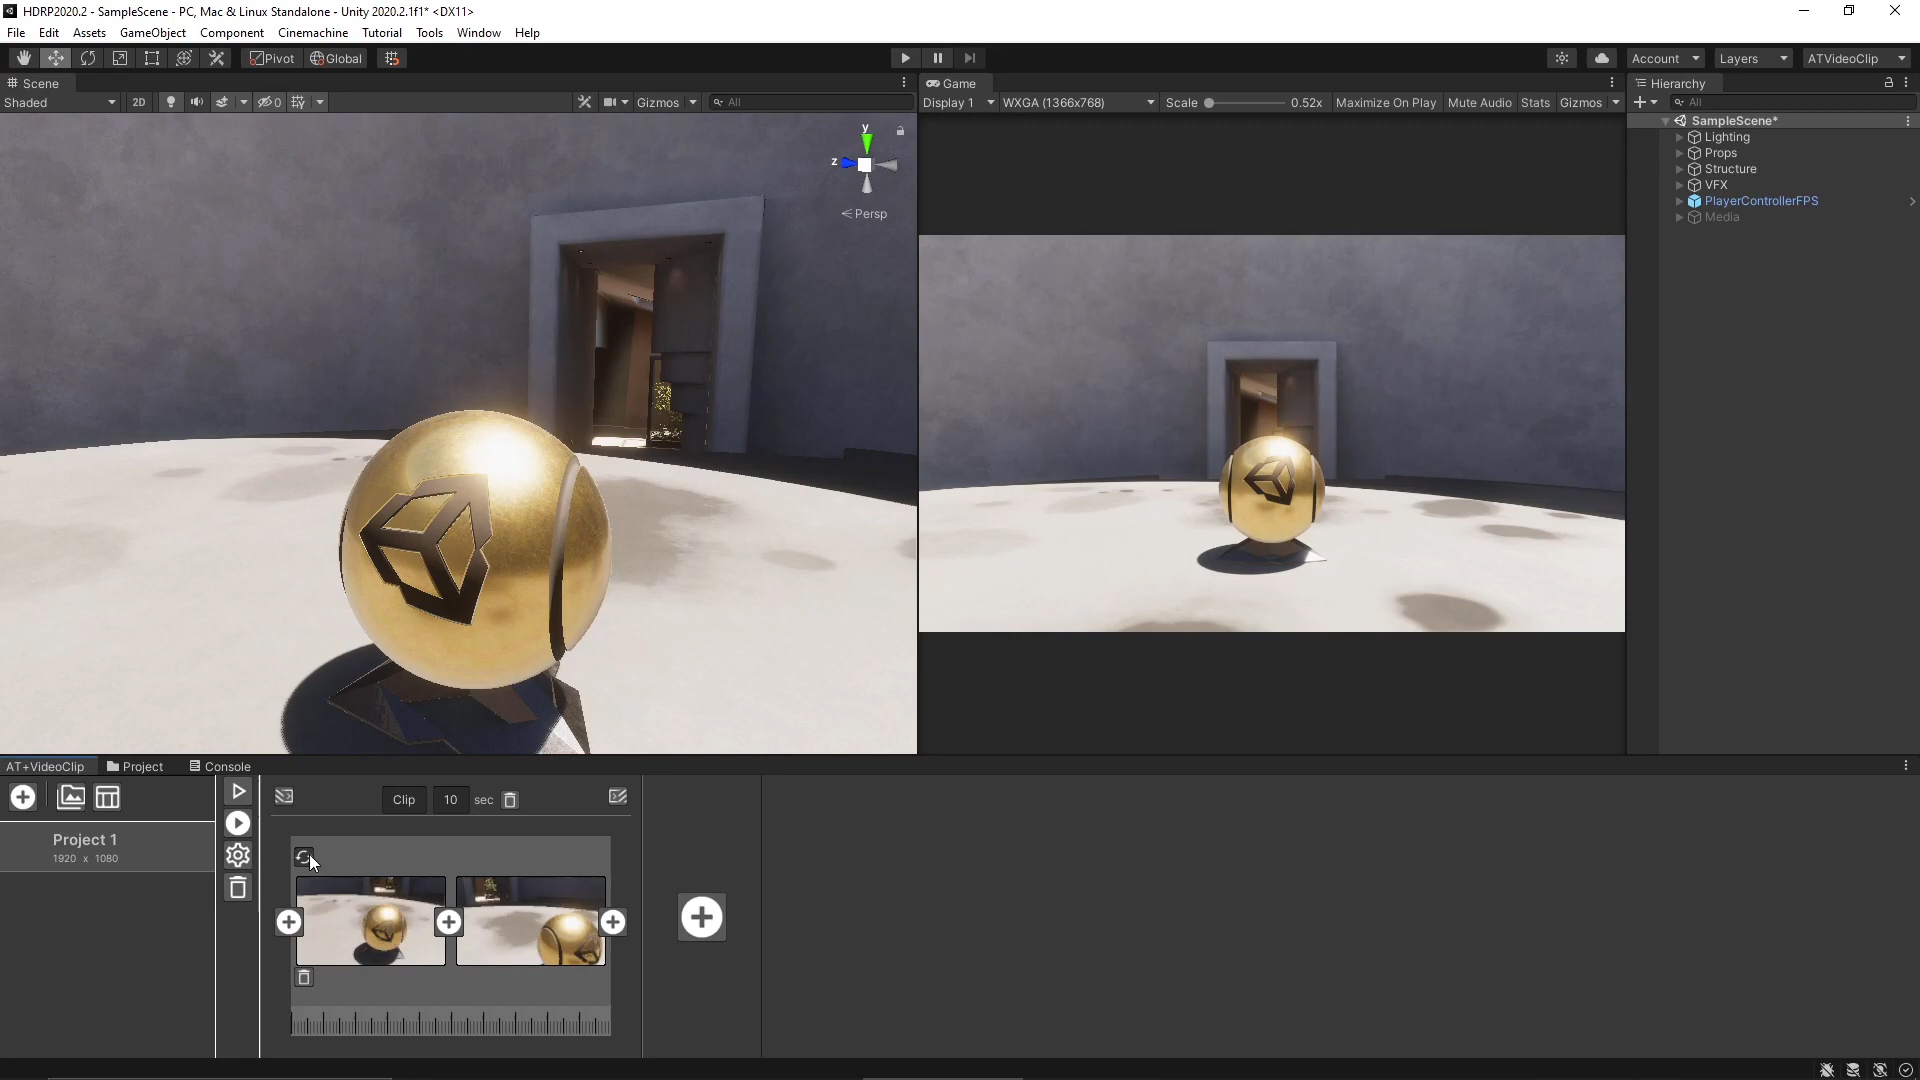 HDRP2020.2 - SampleScene - PC, Mac & Linux Standalone - Unity 2020.2.1f1* <DX11>
File Edit Assets GameObject Component Cinemachine Tutorial Tools Window Help
Pivot Global Account Layers ATVideoClip
Scene Game Hierarchy
Shaded 2D 0 Gizmos All Display 1 WXGA (1366x768) Scale 0.52x Maximize On Play Mute Audio Stats Gizmos All
SampleScene*
Lighting
Props
Structure
VFX
PlayerControllerFPS
Media
y
z
Persp
AT+VideoClip Project Console
Clip 10 sec
Project 1
1920 x 1080